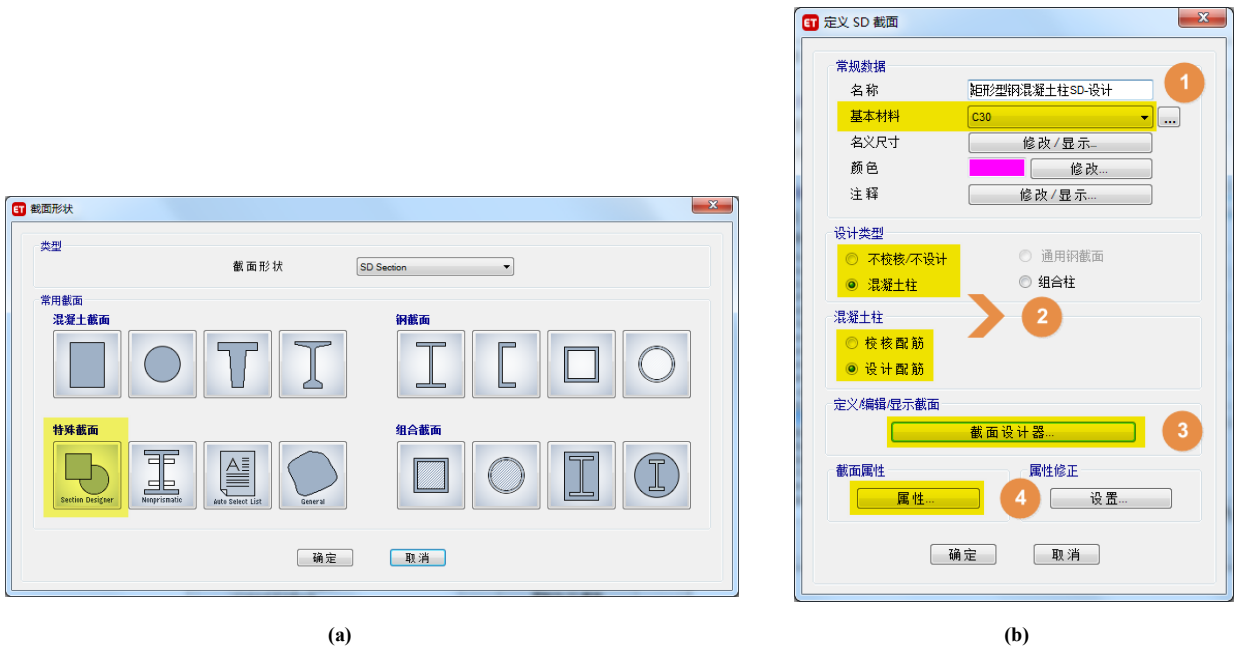 ET 截面形状
类型
截面形状 SD Section
常用截面
混凝土截面
钢截面
特殊截面
Section Designer
Nonprismatic
Auto Select List
General
组合截面
确定 取消
(a)
ET 定义 SD 截面
常规数据
1
名称 矩形型钢混凝土柱SD-设计
基本材料 C30 ...
名义尺寸 修改/显示...
颜色 修改...
注释 修改/显示...
设计类型
不校核/不设计 通用钢截面
混凝土柱 组合柱
2
混凝土柱
校核配筋
设计配筋
定义/编辑/显示截面
截面设计器... 3
截面属性 属性修正
属性... 4 设置...
确定 取消
(b)